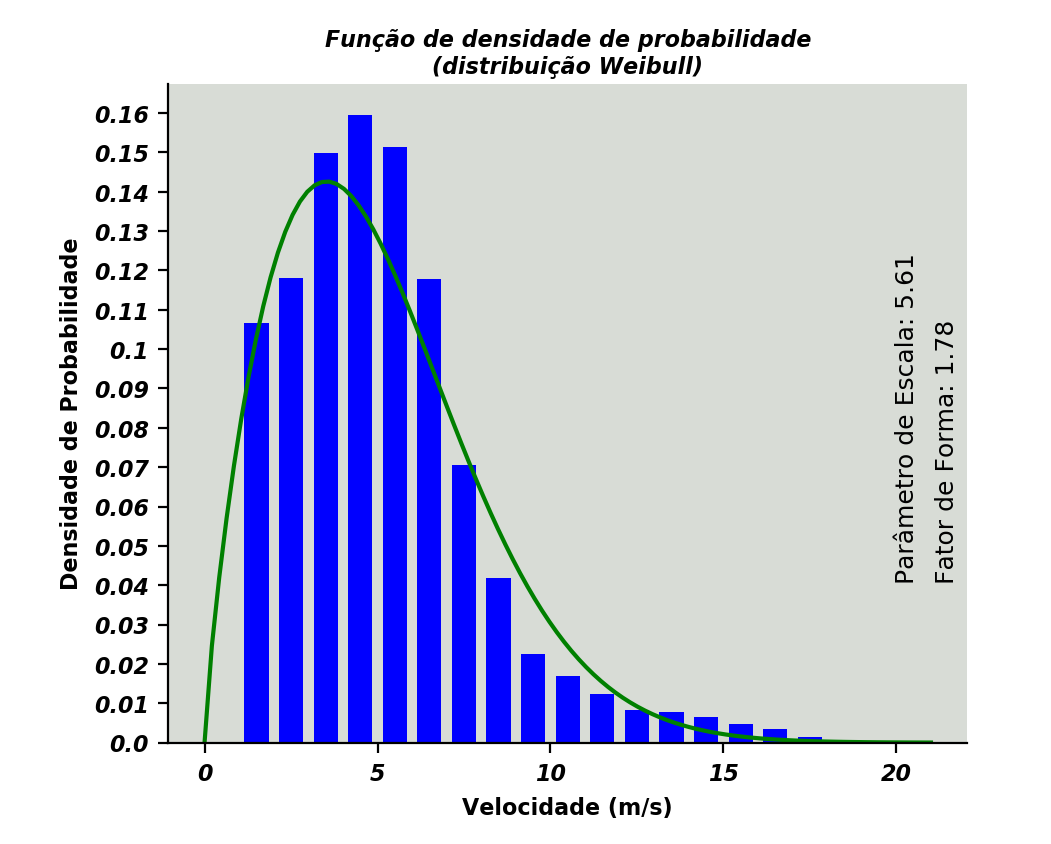 Função de densidade de probabilidade
(distribuição Weibull)
Densidade de Probabilidade
0.16
0.15
0.14
0.13
0.12
0.11
0.1
0.09
0.08
0.07
0.06
0.05
0.04
0.03
0.02
0.01
0.0
Parâmetro de Escala: 5.61
Fator de Forma: 1.78
0 5 10 15 20
Velocidade (m/s)